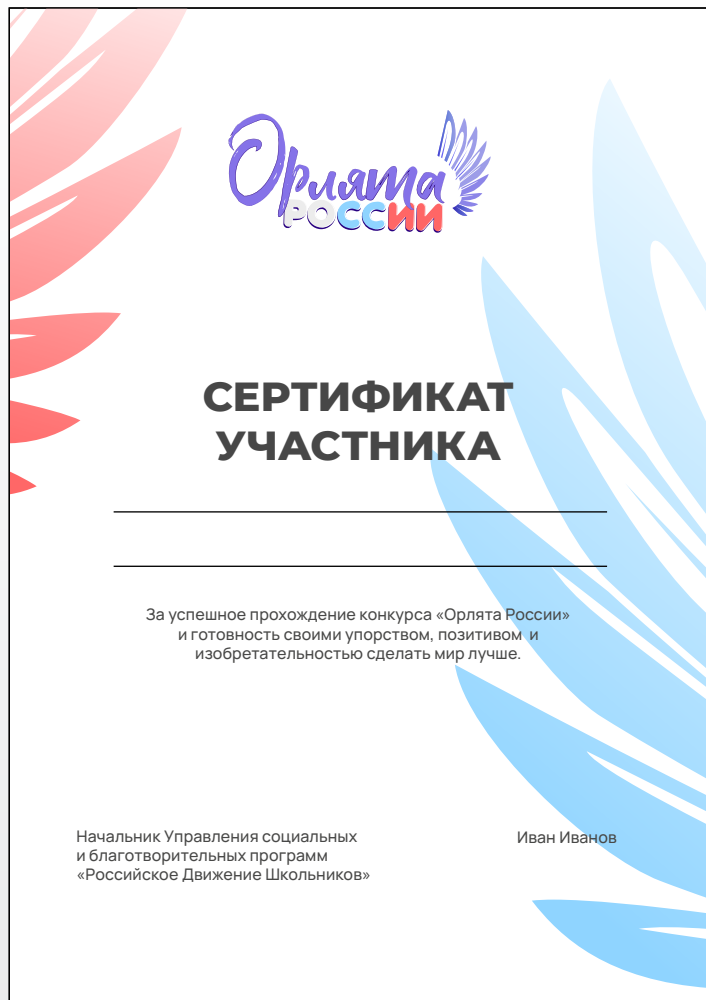 Орлята
РОССИИ
СЕРТИФИКАТ
УЧАСТНИКА
За успешное прохождение конкурса «Орлята России»
и готовность своими упорством, позитивом и
изобретательностью сделать мир лучше.
Начальник Управления социальных
и благотворительных программ
«Российское Движение Школьников»
Иван Иванов